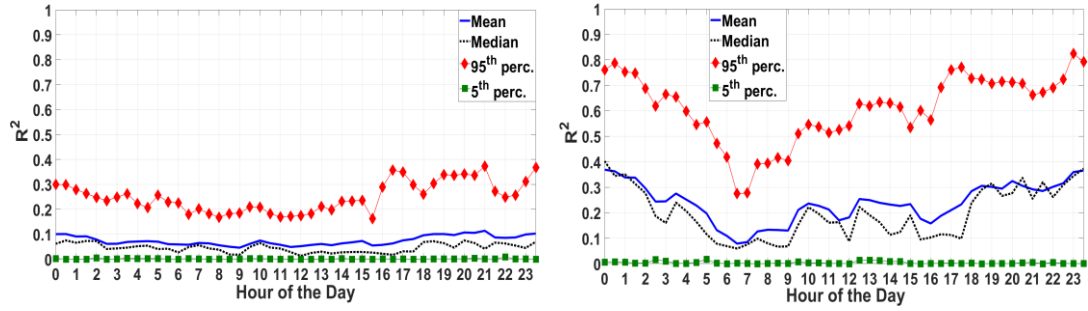 1
0.9
0.8
0.7
0.6
0.5
0.4
0.3
0.2
0.1
0
R²
0 1 2 3 4 5 6 7 8 9 10 11 12 13 14 15 16 17 18 19 20 21 22 23
Hour of the Day
Mean
Median
95th perc.
5th perc.
1
0.9
0.8
0.7
0.6
0.5
0.4
0.3
0.2
0.1
0
R²
0 1 2 3 4 5 6 7 8 9 10 11 12 13 14 15 16 17 18 19 20 21 22 23
Hour of the Day
Mean
Median
95th perc.
5th perc.